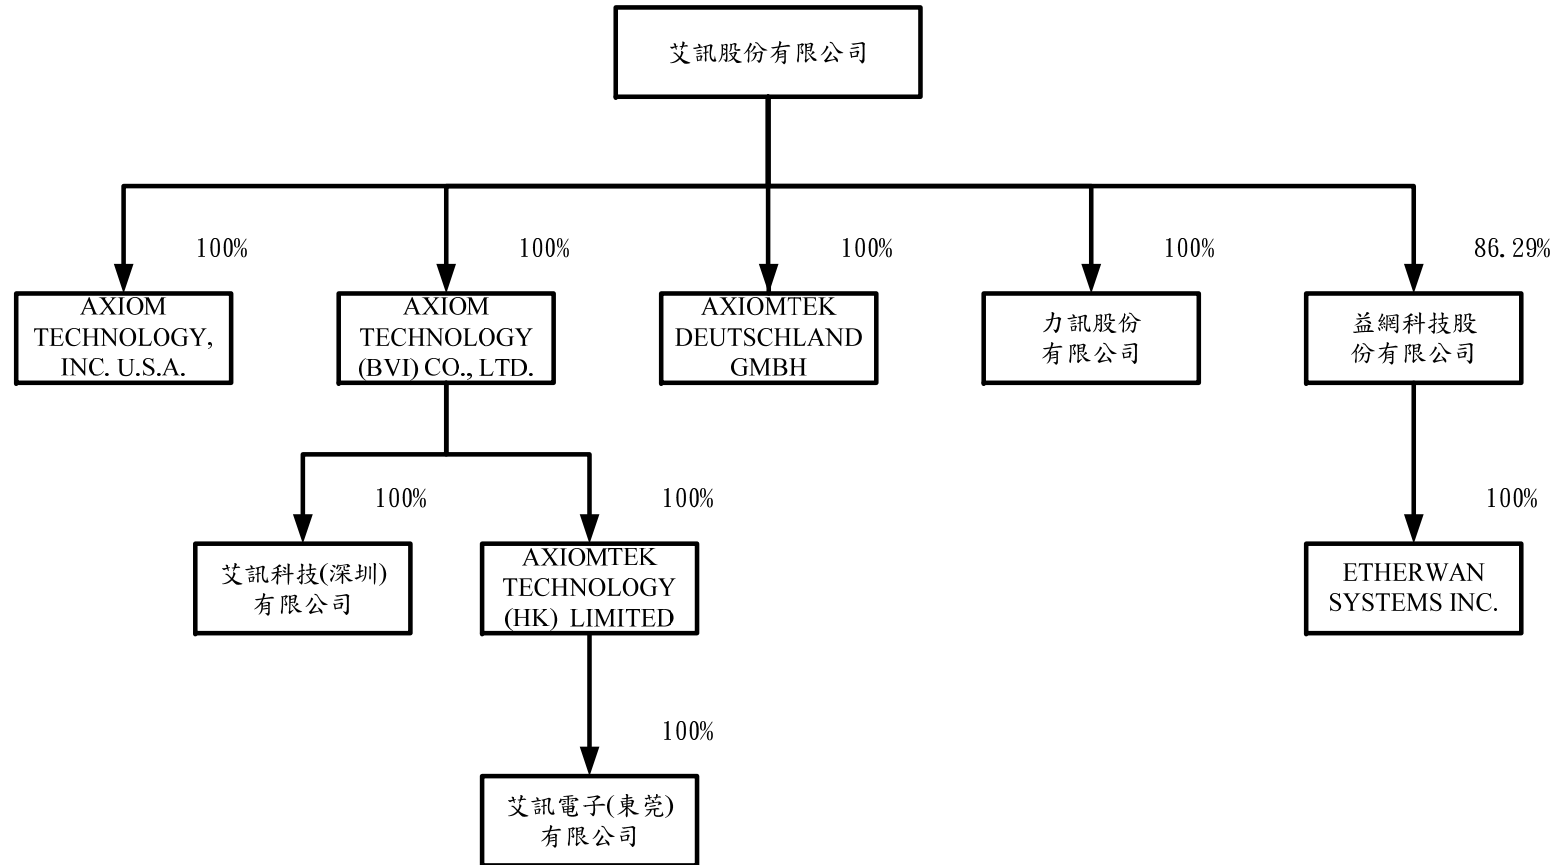 艾訊股份有限公司
100%
100%
100%
100%
86.29%
AXIOM
TECHNOLOGY,
INC. U.S.A.
AXIOM
TECHNOLOGY
(BVI) CO., LTD.
AXIOMTEK
DEUTSCHLAND
GMBH
力訊股份
有限公司
益網科技股
份有限公司
100%
100%
100%
艾訊科技(深圳)
有限公司
AXIOMTEK
TECHNOLOGY
(HK) LIMITED
ETHERWAN
SYSTEMS INC.
100%
艾訊電子(東莞)
有限公司